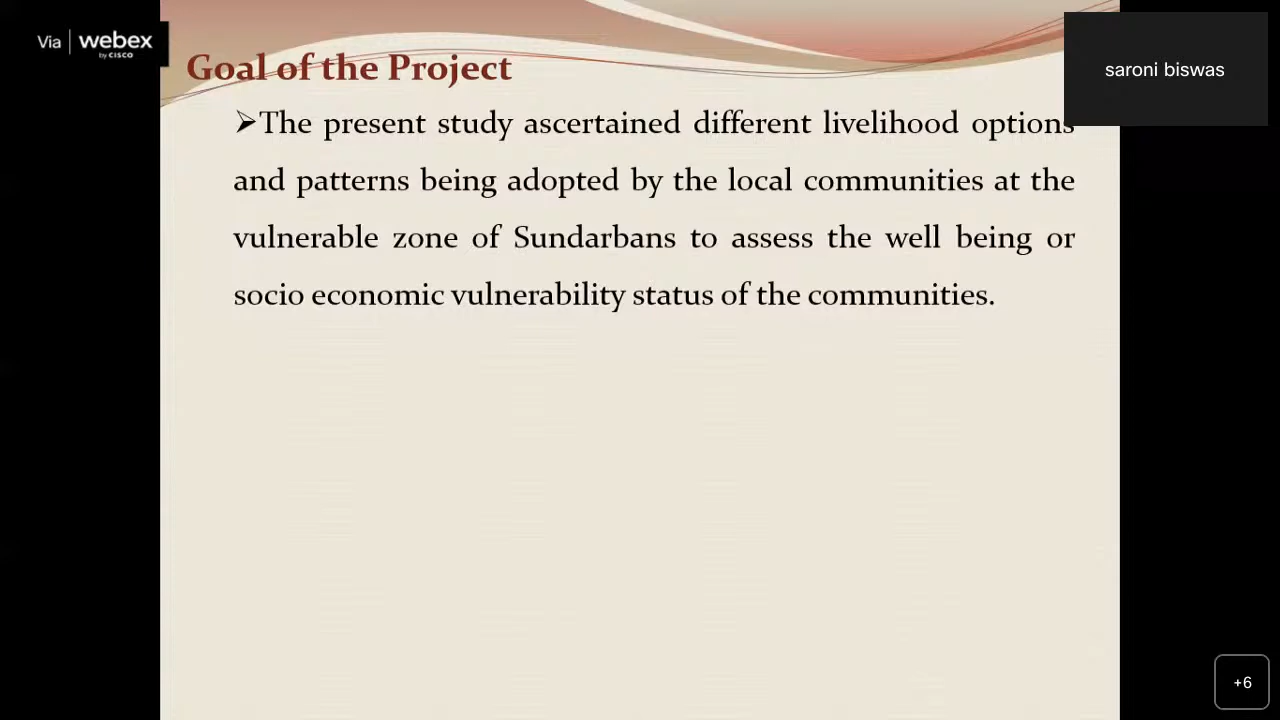 Via | webex
by CISCO
Goal of the Project
saroni biswas
➢The present study ascertained different livelihood options
and patterns being adopted by the local communities at the
vulnerable zone of Sundarbans to assess the well being or
socio economic vulnerability status of the communities.
+6